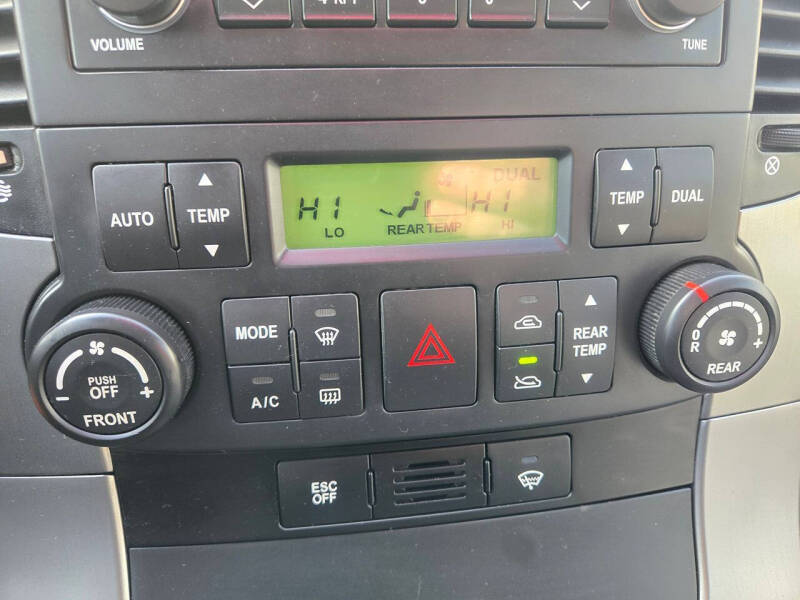 VOLUME
TUNE
AUTO
TEMP
HI
LO
REAR TEMP
DUAL
HI
HI
TEMP
DUAL
PUSH
OFF
FRONT
MODE
A/C
REAR
TEMP
O
R
REAR
ESC
OFF